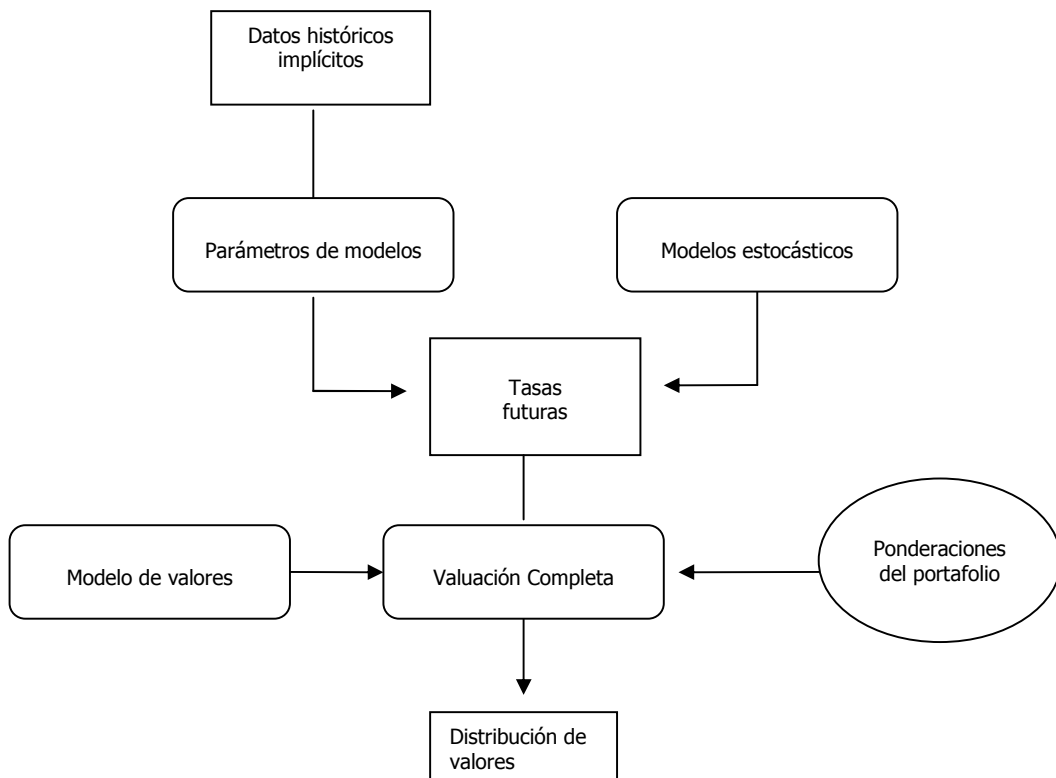 Datos históricos
implícitos
Parámetros de modelos
Modelos estocásticos
Tasas
futuras
Modelo de valores
Valuación Completa
Ponderaciones
del portafolio
Distribución de
valores